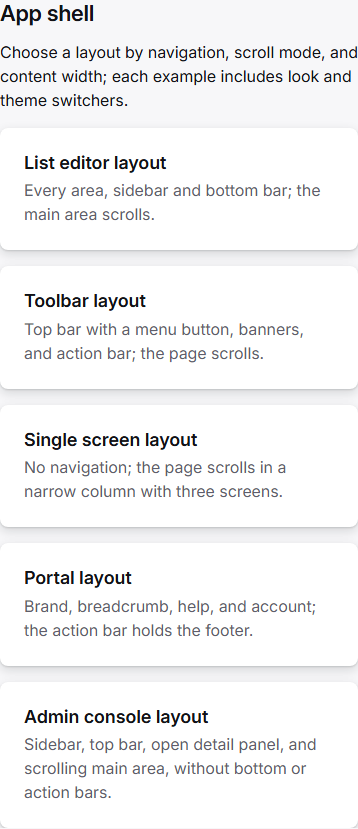 App shell
Choose a layout by navigation, scroll mode, and
content width; each example includes look and
theme switchers.
List editor layout
Every area, sidebar and bottom bar; the
main area scrolls.
Toolbar layout
Top bar with a menu button, banners,
and action bar; the page scrolls.
Single screen layout
No navigation; the page scrolls in a
narrow column with three screens.
Portal layout
Brand, breadcrumb, help, and account;
the action bar holds the footer.
Admin console layout
Sidebar, top bar, open detail panel, and
scrolling main area, without bottom or
action bars.